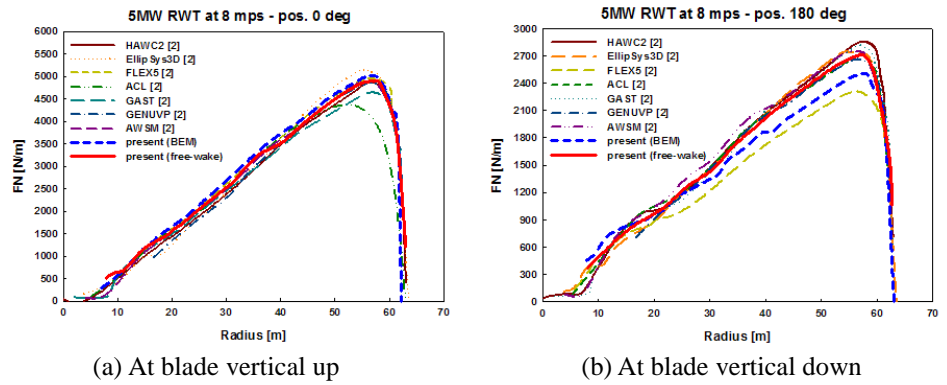 5MW RWT at 8 mps - pos. 0 deg
6000
5500
5000
4500
4000
3500
3000
2500
2000
1500
1000
500
0
FN [N/m]
HAWC2 [2]
EllipSys3D [2]
FLEX5 [2]
ACL [2]
GAST [2]
GENUVP [2]
AWSM [2]
present (BEM)
present (free-wake)
0 10 20 30 40 50 60 70
Radius [m]
(a) At blade vertical up
5MW RWT at 8 mps - pos. 180 deg
3000
2700
2400
2100
1800
1500
1200
900
600
300
0
FN [N/m]
HAWC2 [2]
EllipSys3D [2]
FLEX5 [2]
ACL [2]
GAST [2]
GENUVP [2]
AWSM [2]
present (BEM)
present (free-wake)
0 10 20 30 40 50 60 70
Radius [m]
(b) At blade vertical down